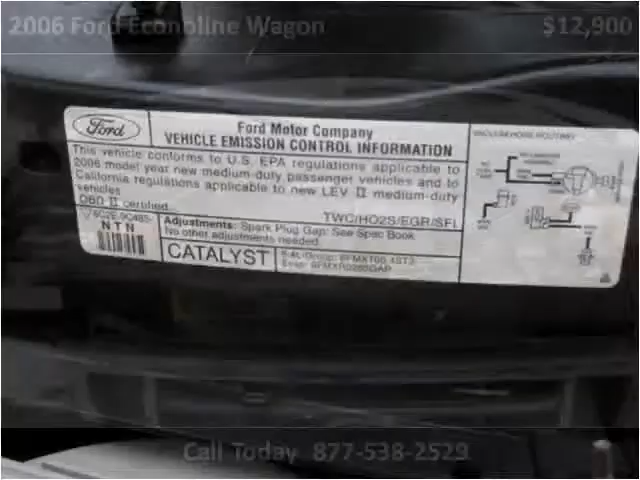 2006 Ford Econoline Wagon
$12,900
Ford
Ford Motor Company
VEHICLE EMISSION CONTROL INFORMATION
This vehicle conforms to U.S. EPA regulations applicable to
2006 model year new medium-duty passenger vehicles and to
California regulations applicable to new LEV II medium-duty
vehicles
OBD II certified
TWC/HO2S/EGR/SFI
NTN
Adjustments: Spark Plug Gap: See Spec Book
No other adjustments needed.
CATALYST
VACUUM HOSE ROUTING
Call Today 877-538-2529